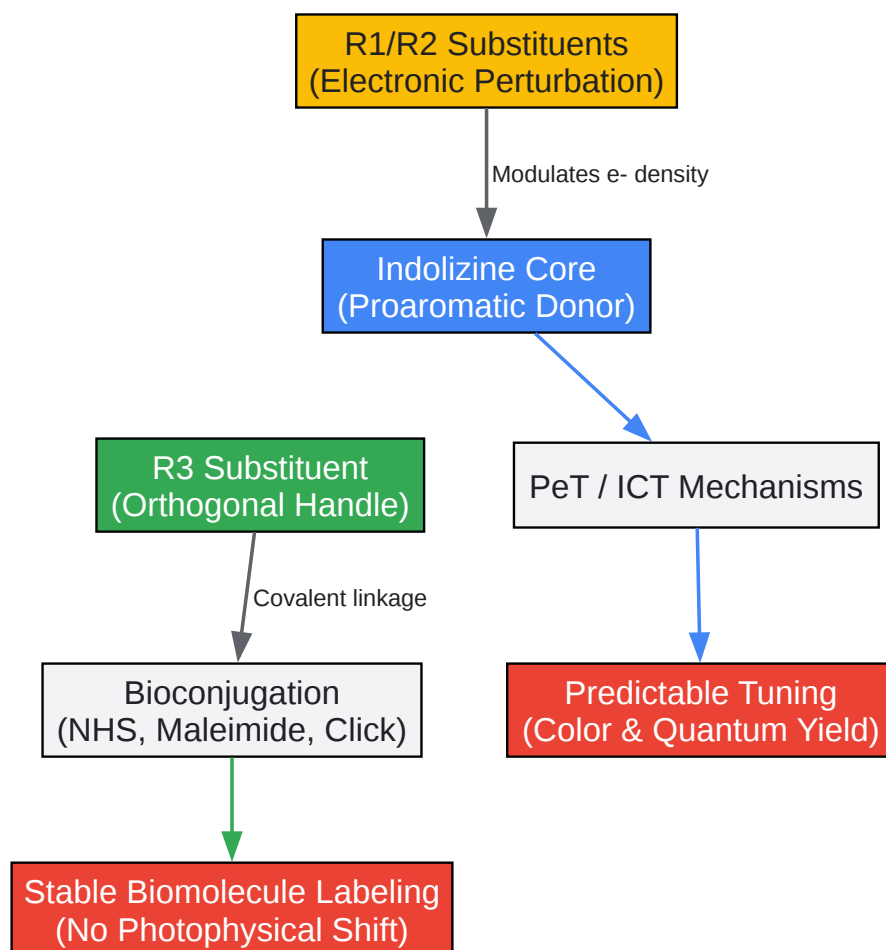 R1/R2 Substituents
(Electronic Perturbation)
Modulates e- density
Indolizine Core
(Proaromatic Donor)
R3 Substituent
(Orthogonal Handle)
PeT / ICT Mechanisms
Covalent linkage
Bioconjugation
(NHS, Maleimide, Click)
Predictable Tuning
(Color & Quantum Yield)
Stable Biomolecule Labeling
(No Photophysical Shift)